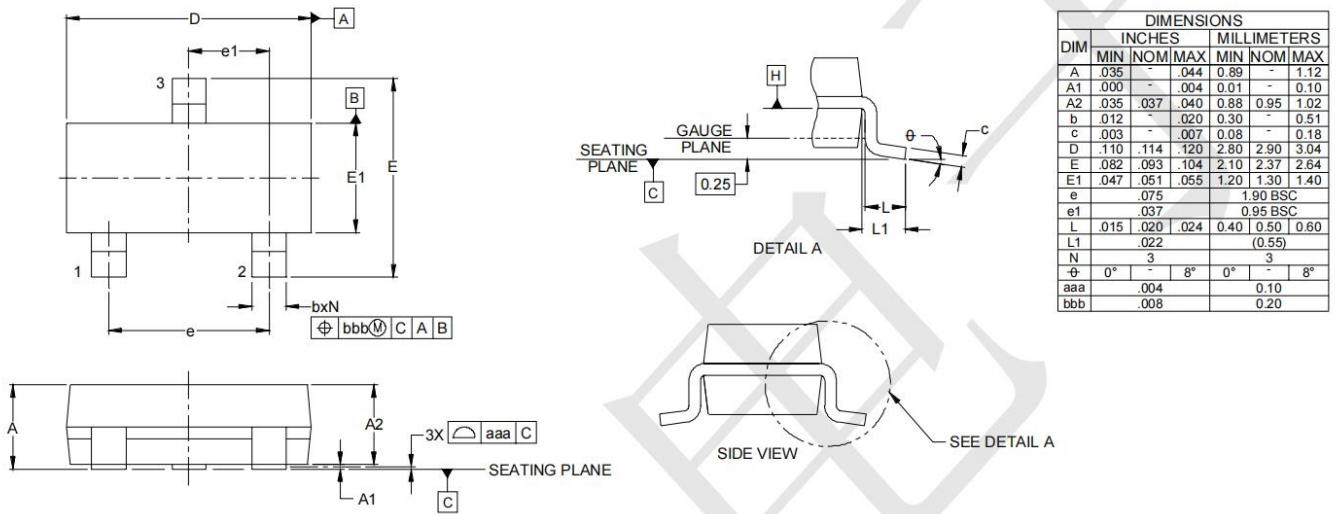 D
A
e1
3
B
E1
E
1
2
bxN
e
⌖ bbbⓂ C A B
A
A2
3X ⌓ aaa C
SEATING PLANE
A1
C
H
GAUGE
PLANE
SEATING
PLANE
C
0.25
θ
c
L
L1
DETAIL A
SIDE VIEW
SEE DETAIL A
DIMENSIONS
DIM INCHES MILLIMETERS
MIN NOM MAX MIN NOM MAX
A .035 - .044 0.89 - 1.12
A1 .000 - .004 0.01 - 0.10
A2 .035 .037 .040 0.88 0.95 1.02
b .012 .020 0.30 - 0.51
c .003 - .007 0.08 - 0.18
D .110 .114 .120 2.80 2.90 3.04
E .082 .093 .104 2.10 2.37 2.64
E1 .047 .051 .055 1.20 1.30 1.40
e .075 1.90 BSC
e1 .037 0.95 BSC
L .015 .020 .024 0.40 0.50 0.60
L1 .022 (0.55)
N 3 3
θ 0° - 8° 0° - 8°
aaa .004 0.10
bbb .008 0.20